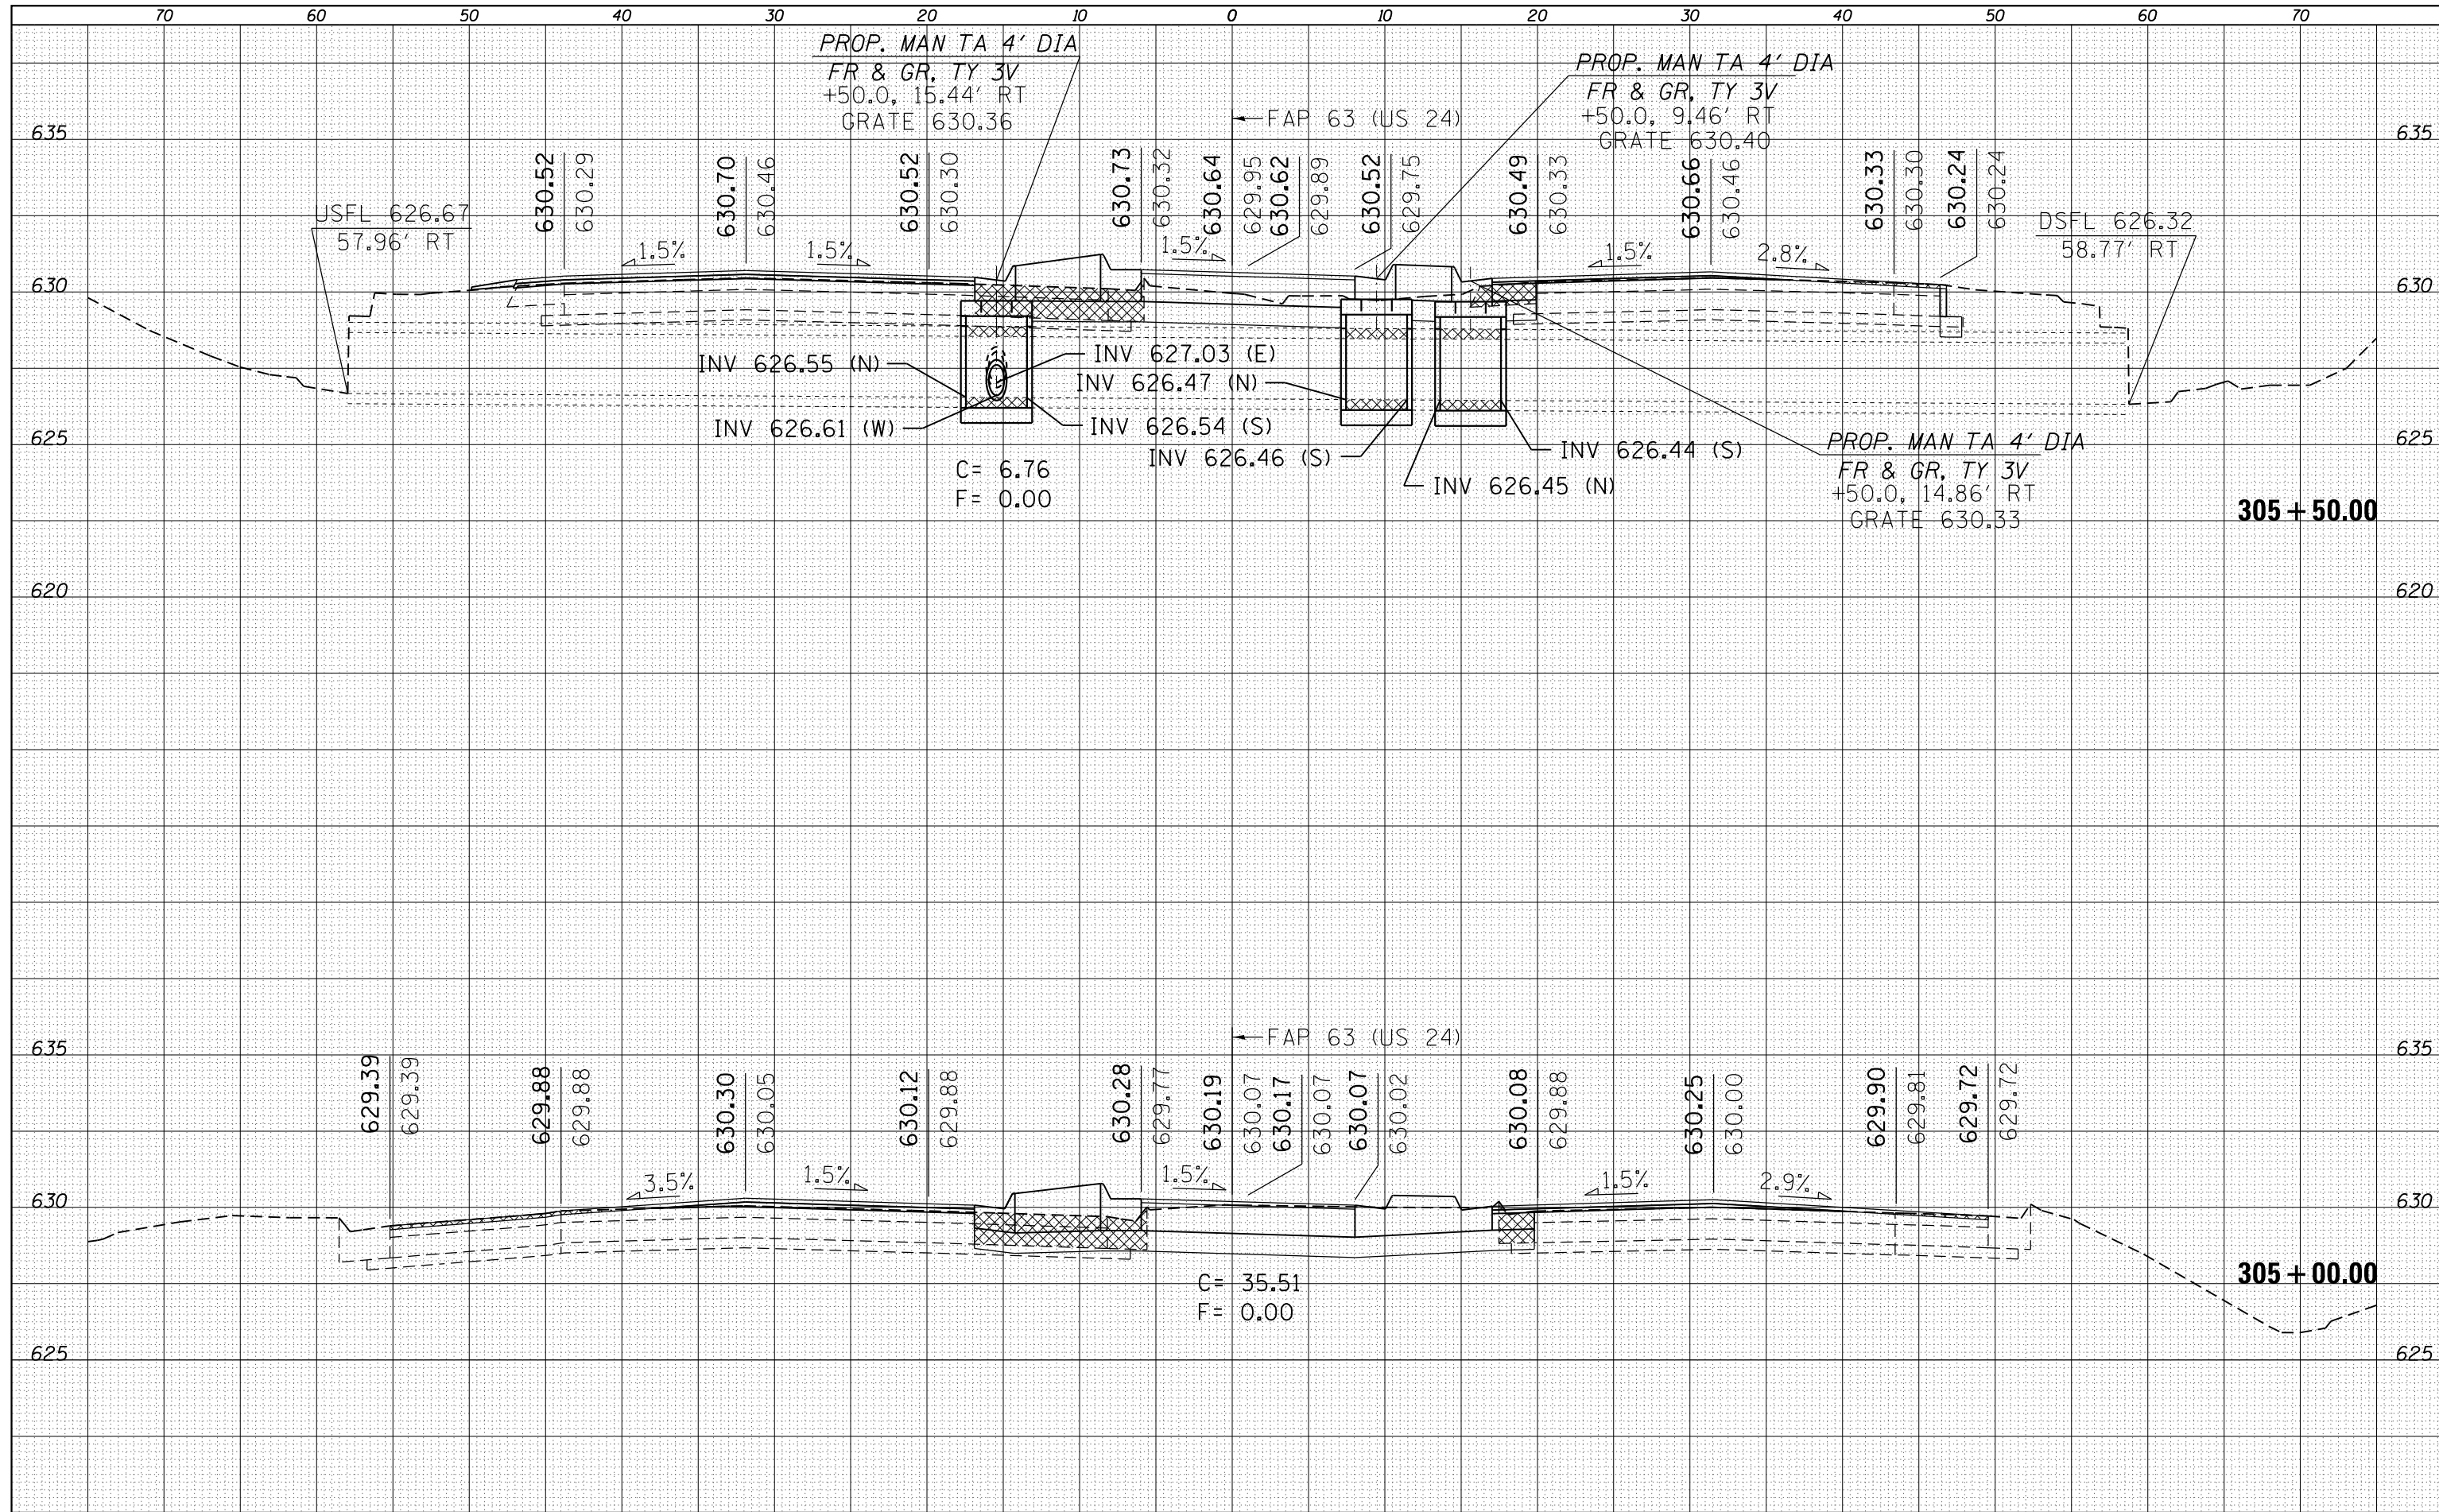 70 60 50 40 30 20 10 0 10 20 30 40 50 60 70
PROP. MAN TA 4' DIA
FR & GR, TY 3V
+50.0, 15.44' RT
GRATE 630.36
PROP. MAN TA 4' DIA
FR & GR, TY 3V
+50.0, 9.46' RT
GRATE 630.40
FAP 63 (US 24)
635
635
630.52
630.29
630.70
630.46
630.52
630.30
630.73
630.32
630.64
629.95
630.62
629.89
630.52
629.75
630.49
630.33
630.66
630.46
630.33
630.30
630.24
630.24
USFL 626.67
57.96' RT
DSFL 626.32
58.77' RT
1.5%
1.5%
1.5%
1.5%
2.8%
630
630
INV 626.55 (N)
INV 627.03 (E)
INV 626.47 (N)
INV 626.61 (W)
INV 626.54 (S)
INV 626.46 (S)
INV 626.44 (S)
INV 626.45 (N)
625
625
PROP. MAN TA 4' DIA
FR & GR, TY 3V
+50.0, 14.86' RT
GRATE 630.33
C= 6.76
F= 0.00
305+50.00
620
620
FAP 63 (US 24)
635
635
629.39
629.39
629.88
629.88
630.30
630.05
630.12
629.88
630.28
629.77
630.19
630.07
630.17
630.07
630.07
630.02
630.08
629.88
630.25
630.00
629.90
629.81
629.72
629.72
3.5%
1.5%
1.5%
1.5%
2.9%
630
630
C= 35.51
F= 0.00
305+00.00
625
625